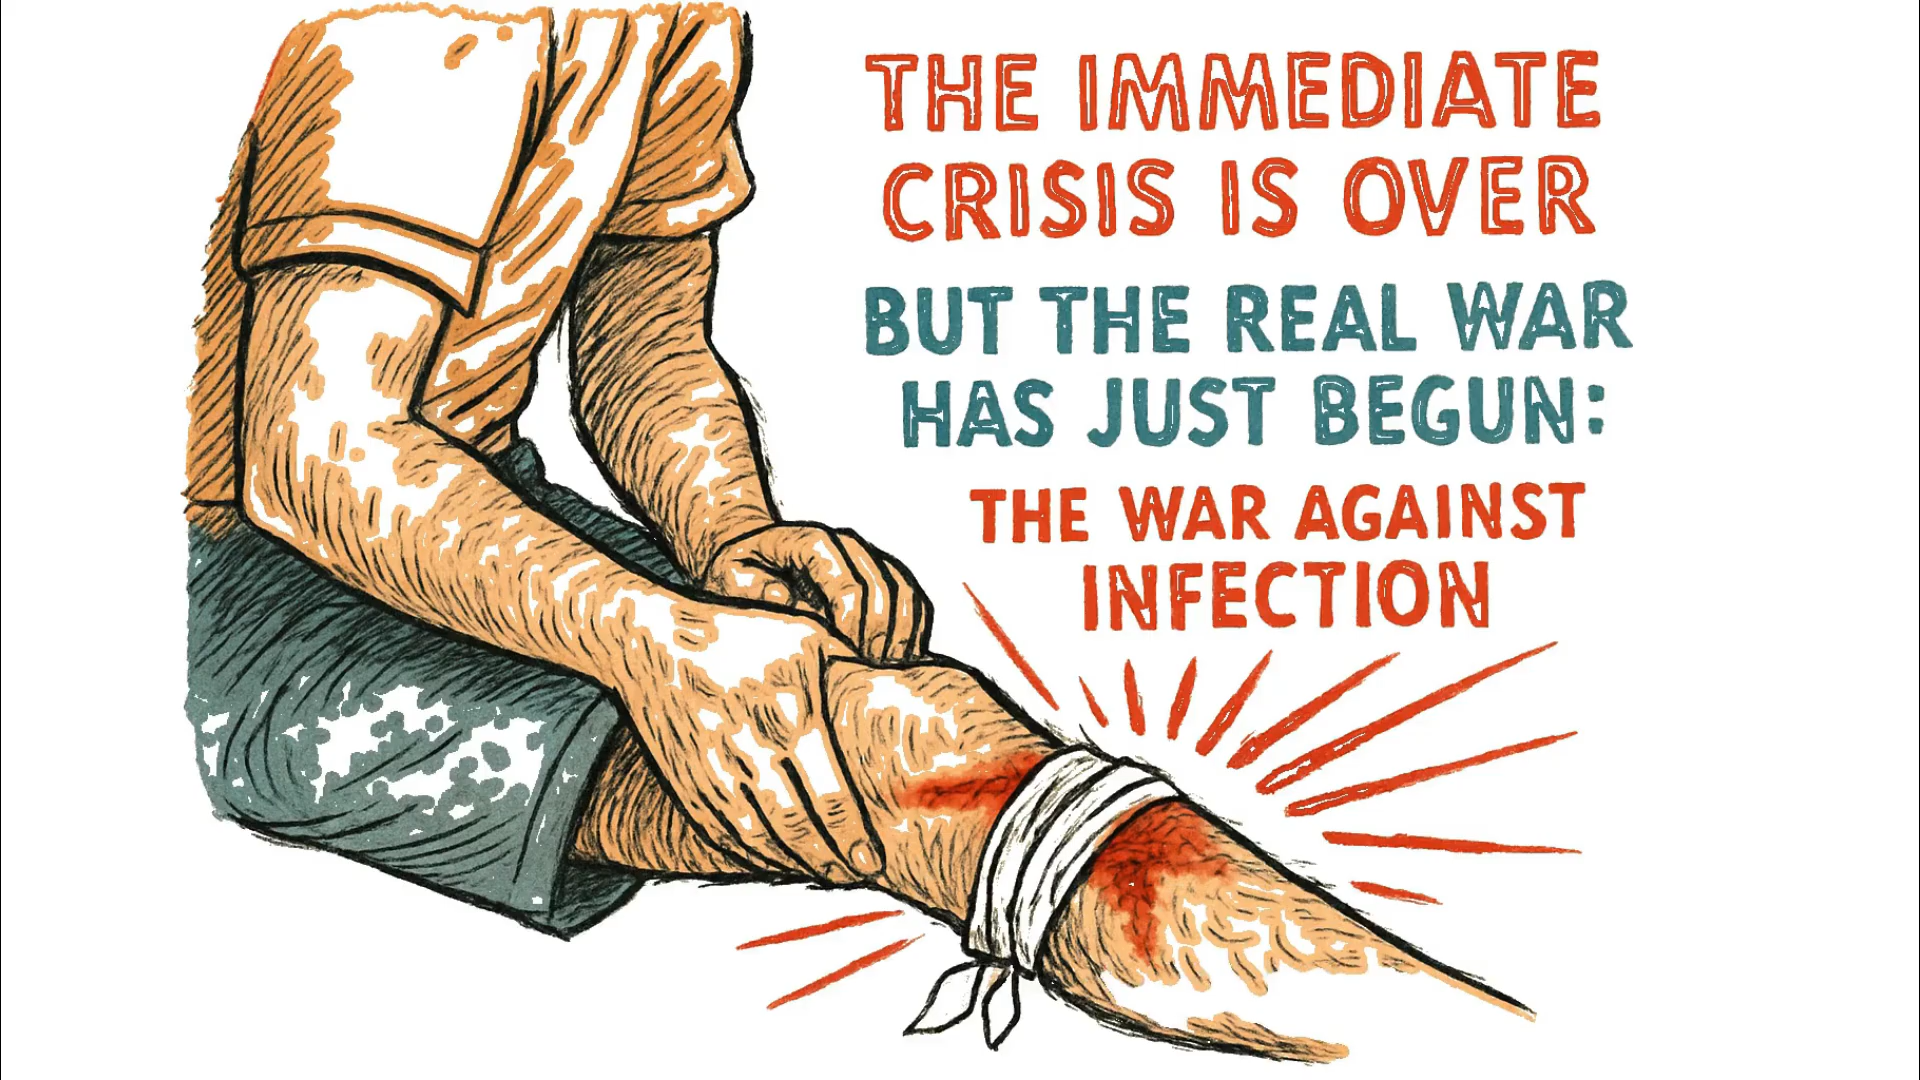 THE IMMEDIATE
CRISIS IS OVER
BUT THE REAL WAR
HAS JUST BEGUN:
THE WAR AGAINST
INFECTION